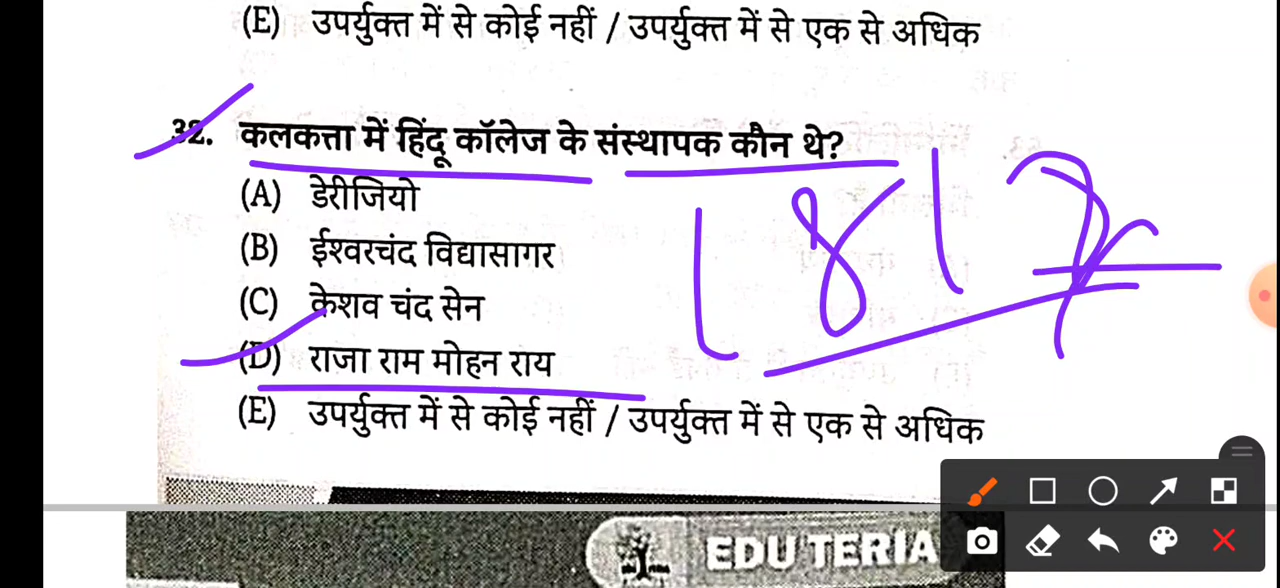 (E) उपर्युक्त में से कोई नहीं / उपर्युक्त में से एक से अधिक
32. कलकत्ता में हिंदू कॉलेज के संस्थापक कौन थे?
(A) डेरीजियो
(B) ईश्वरचंद विद्यासागर
(C) केशव चंद सेन
(D) राजा राम मोहन राय
(E) उपर्युक्त में से कोई नहीं / उपर्युक्त में से एक से अधिक
1817
EDU TERIA